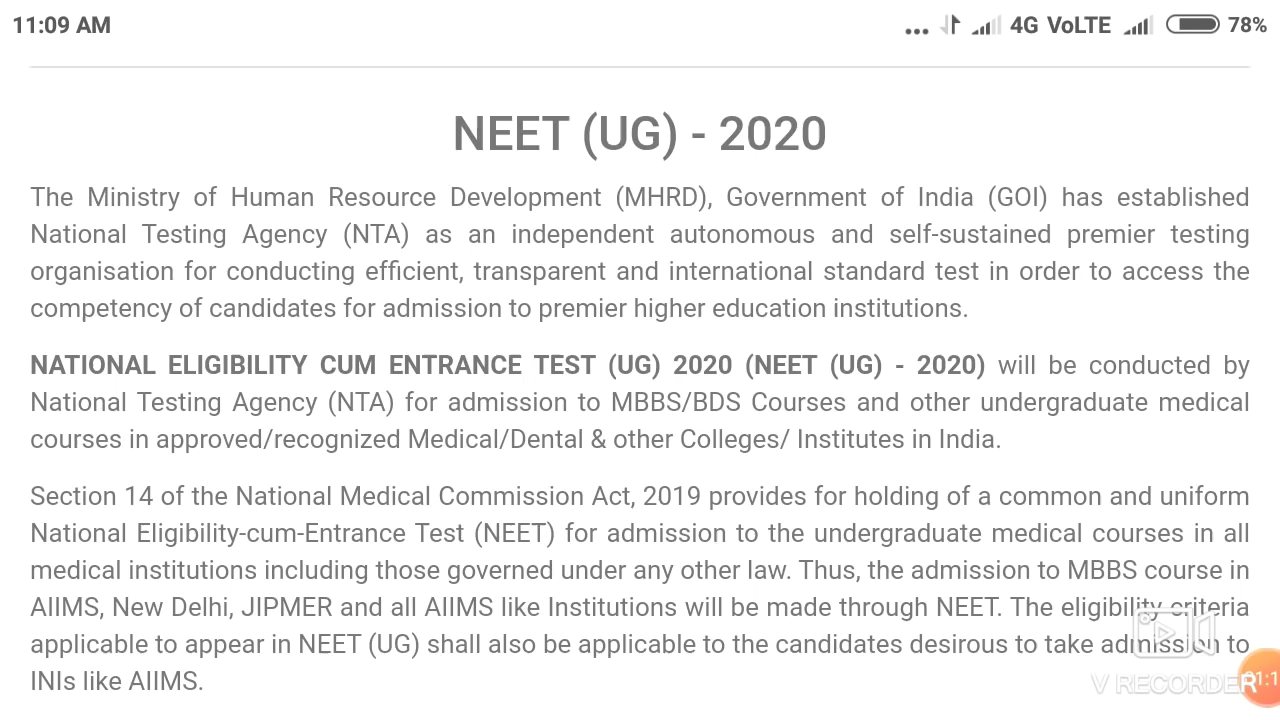 11:09 AM
... 4G VoLTE 78%
NEET (UG) - 2020
The Ministry of Human Resource Development (MHRD), Government of India (GOI) has established
National Testing Agency (NTA) as an independent autonomous and self-sustained premier testing
organisation for conducting efficient, transparent and international standard test in order to access the
competency of candidates for admission to premier higher education institutions.
NATIONAL ELIGIBILITY CUM ENTRANCE TEST (UG) 2020 (NEET (UG) - 2020) will be conducted by
National Testing Agency (NTA) for admission to MBBS/BDS Courses and other undergraduate medical
courses in approved/recognized Medical/Dental & other Colleges/ Institutes in India.
Section 14 of the National Medical Commission Act, 2019 provides for holding of a common and uniform
National Eligibility-cum-Entrance Test (NEET) for admission to the undergraduate medical courses in all
medical institutions including those governed under any other law. Thus, the admission to MBBS course in
AIIMS, New Delhi, JIPMER and all AIIMS like Institutions will be made through NEET. The eligibility criteria
applicable to appear in NEET (UG) shall also be applicable to the candidates desirous to take admission to
INIs like AIIMS.
V RECORDER